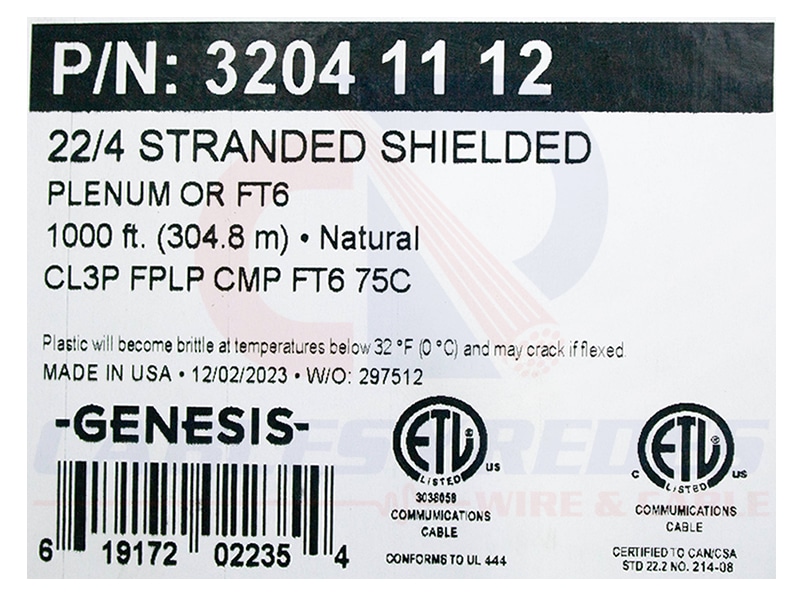 P/N: 3204 11 12
22/4 STRANDED SHIELDED
PLENUM OR FT6
1000 ft. (304.8 m) • Natural
CL3P FPLP CMP FT6 75C
Plastic will become brittle at temperatures below 32 °F (0 °C) and may crack if flexed.
MADE IN USA • 12/02/2023 • W/O: 297512
-GENESIS-
ETL
LISTED
US
3038058
COMMUNICATIONS
CABLE
CONFORMS TO UL 444
ETL
LISTED
C US
COMMUNICATIONS
CABLE
CERTIFIED TO CAN/CSA
STD 22.2 NO. 214-08
6 19172 02235 4
WIRE & CABLE